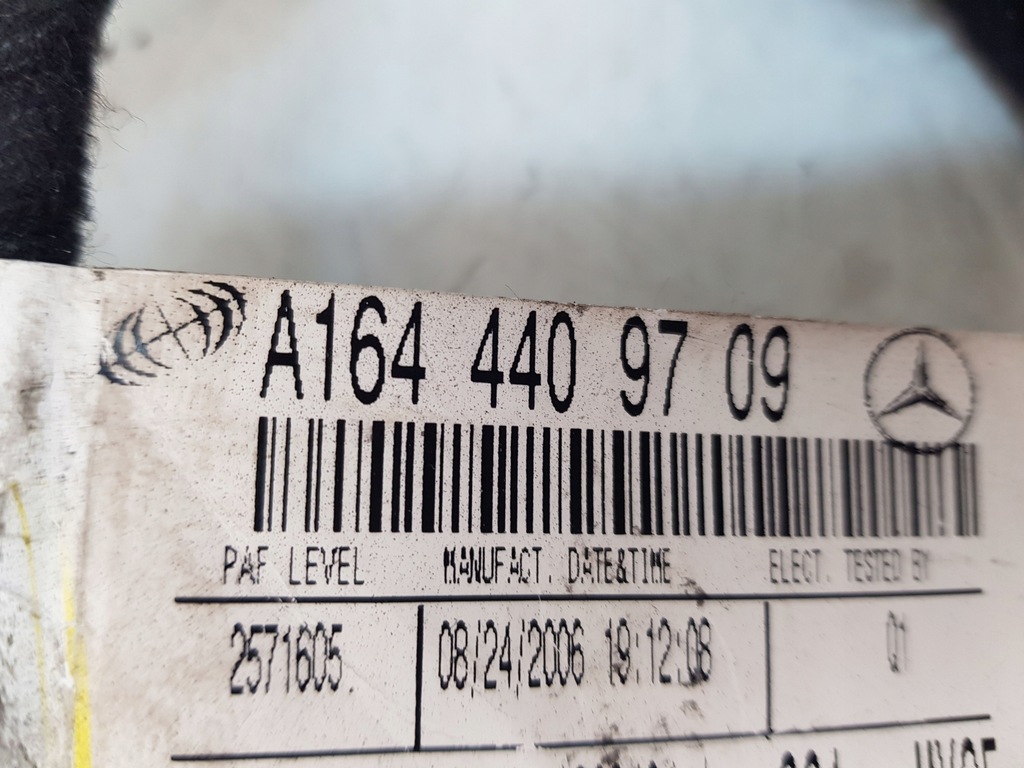 A164 440 97 09
PAF LEVEL MANUFACT. DATE&TIME ELECT. TESTED BY
2571605. 08/24/2006 19:12:08 Q1